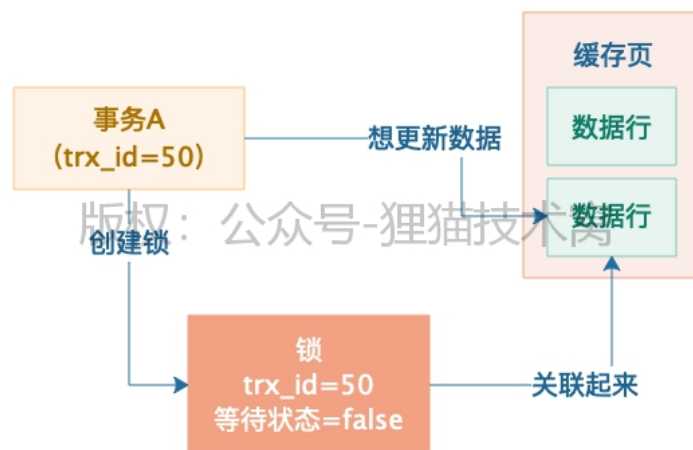 缓存页
事务A
(trx_id=50)
想更新数据
数据行
数据行
版权：公众号-狸猫技术窝
创建锁
锁
trx_id=50
等待状态=false
关联起来